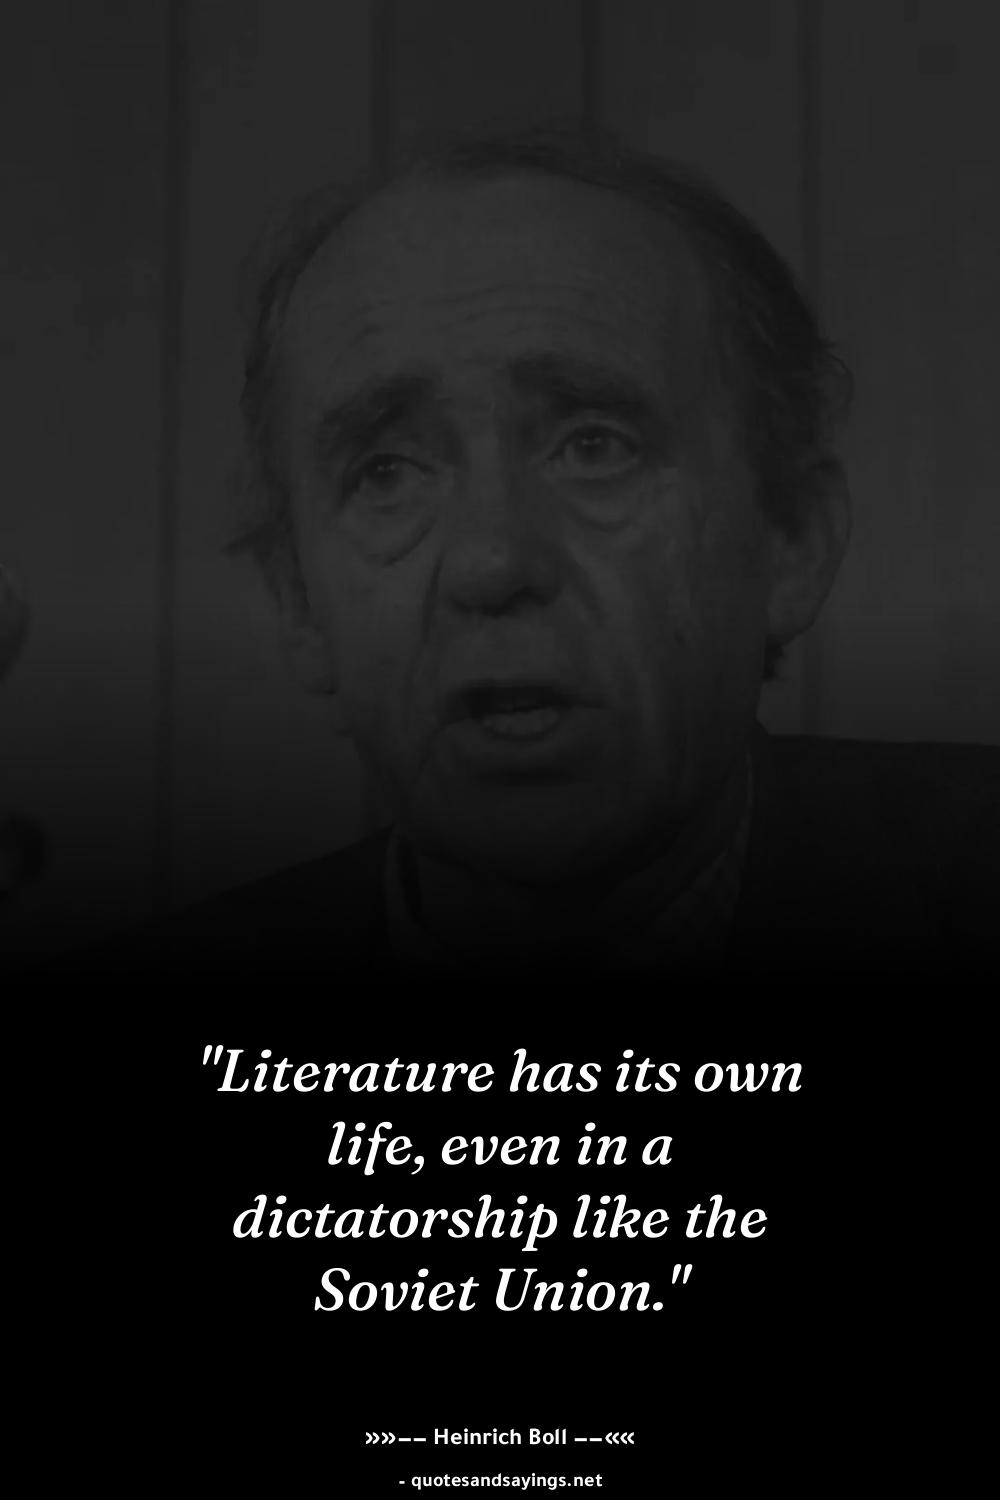 "Literature has its own
life, even in a
dictatorship like the
Soviet Union."
»»–– Heinrich Boll ––««
- quotesandsayings.net